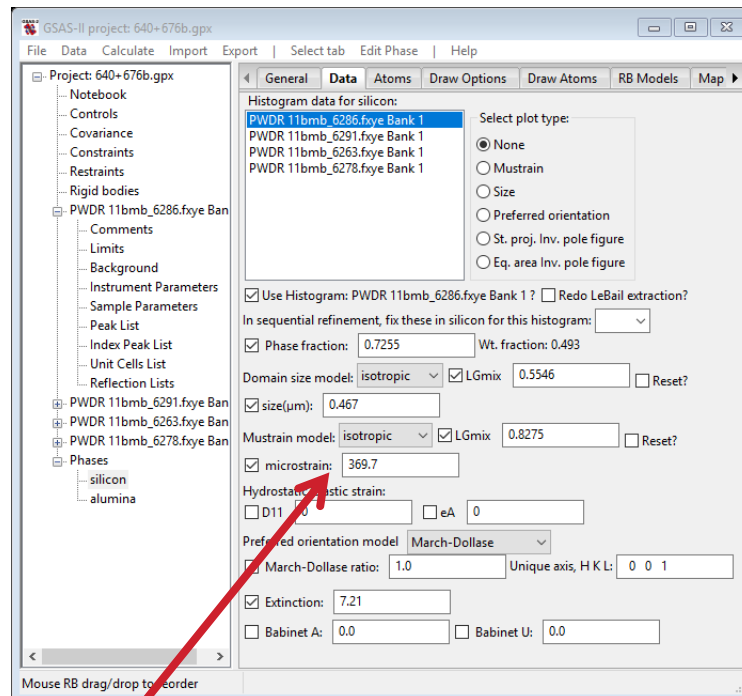 GSAS-II project: 640+676b.gpx
File Data Calculate Import Export | Select tab Edit Phase | Help
Project: 640+676b.gpx
Notebook
Controls
Covariance
Constraints
Restraints
Rigid bodies
PWDR 11bmb_6286.fxye Ban
Comments
Limits
Background
Instrument Parameters
Sample Parameters
Peak List
Index Peak List
Unit Cells List
Reflection Lists
PWDR 11bmb_6291.fxye Ban
PWDR 11bmb_6263.fxye Ban
PWDR 11bmb_6278.fxye Ban
Phases
silicon
alumina
General Data Atoms Draw Options Draw Atoms RB Models Map
Histogram data for silicon:
PWDR 11bmb_6286.fxye Bank 1
PWDR 11bmb_6291.fxye Bank 1
PWDR 11bmb_6263.fxye Bank 1
PWDR 11bmb_6278.fxye Bank 1
Select plot type:
None
Mustrain
Size
Preferred orientation
St. proj. Inv. pole figure
Eq. area Inv. pole figure
Use Histogram: PWDR 11bmb_6286.fxye Bank 1 ? Redo LeBail extraction?
In sequential refinement, fix these in silicon for this histogram:
Phase fraction: 0.7255 Wt. fraction: 0.493
Domain size model: isotropic LGmix 0.5546 Reset?
size(μm): 0.467
Mustrain model: isotropic LGmix 0.8275 Reset?
microstrain: 369.7
Hydrostatic elastic strain:
D11 0 eA 0
Preferred orientation model March-Dollase
March-Dollase ratio: 1.0 Unique axis, H K L: 0 0 1
Extinction: 7.21
Babinet A: 0.0 Babinet U: 0.0
Mouse RB drag/drop to reorder